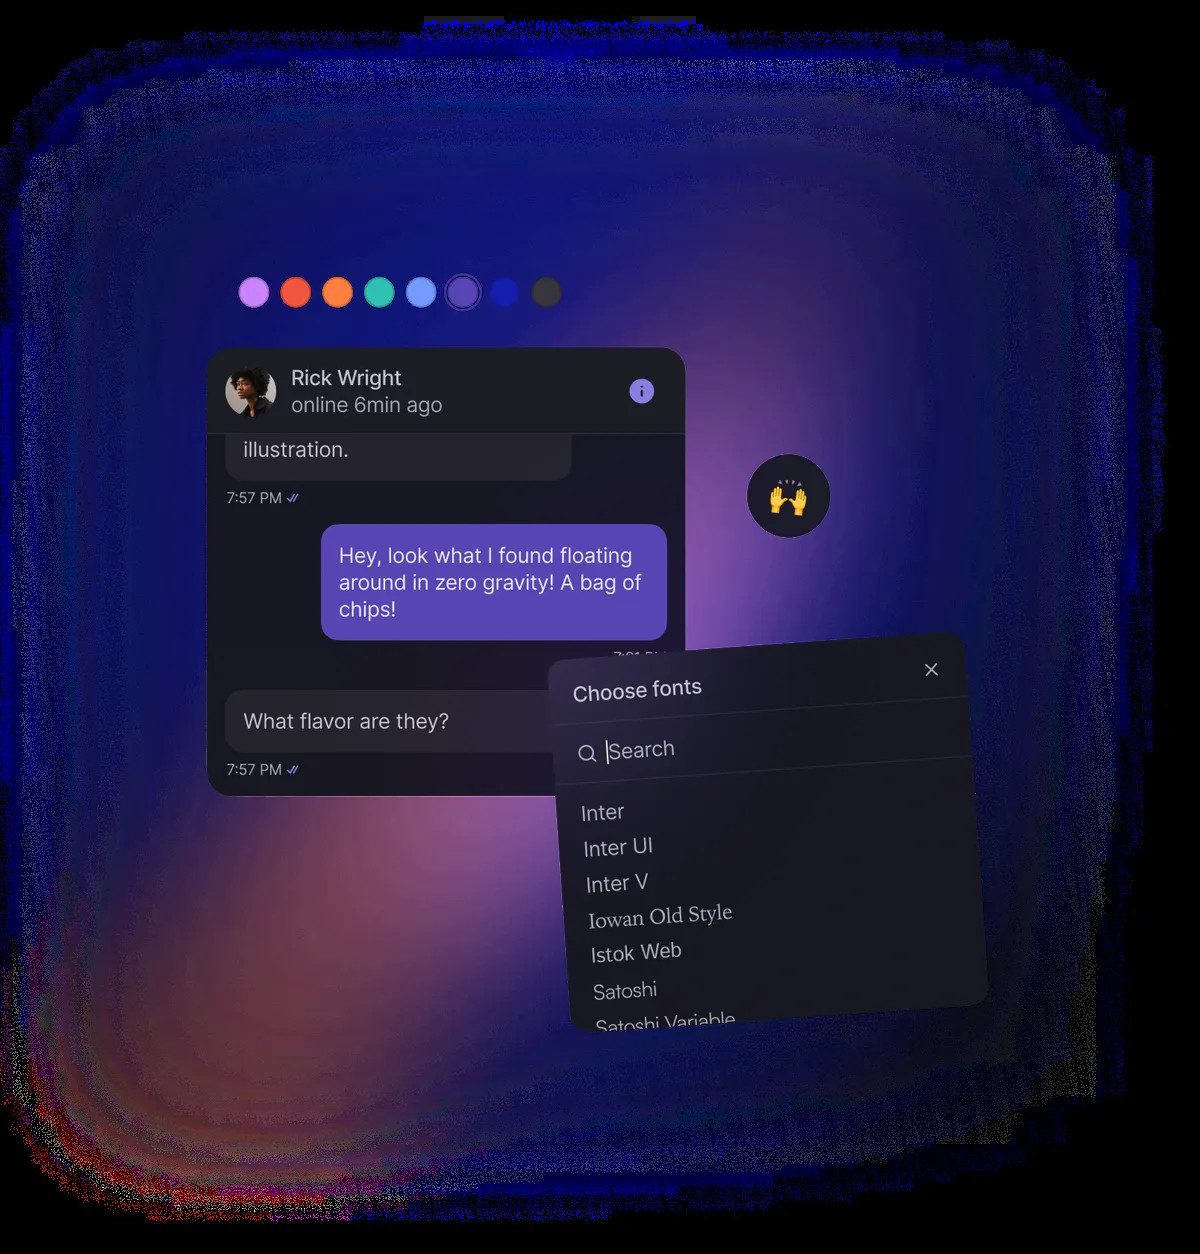 Rick Wright
online 6min ago
illustration.
7:57 PM
Hey, look what I found floating
around in zero gravity! A bag of
chips!
What flavor are they?
7:57 PM
Choose fonts
Search
Inter
Inter UI
Inter V
Iowan Old Style
Istok Web
Satoshi
Satoshi Variable